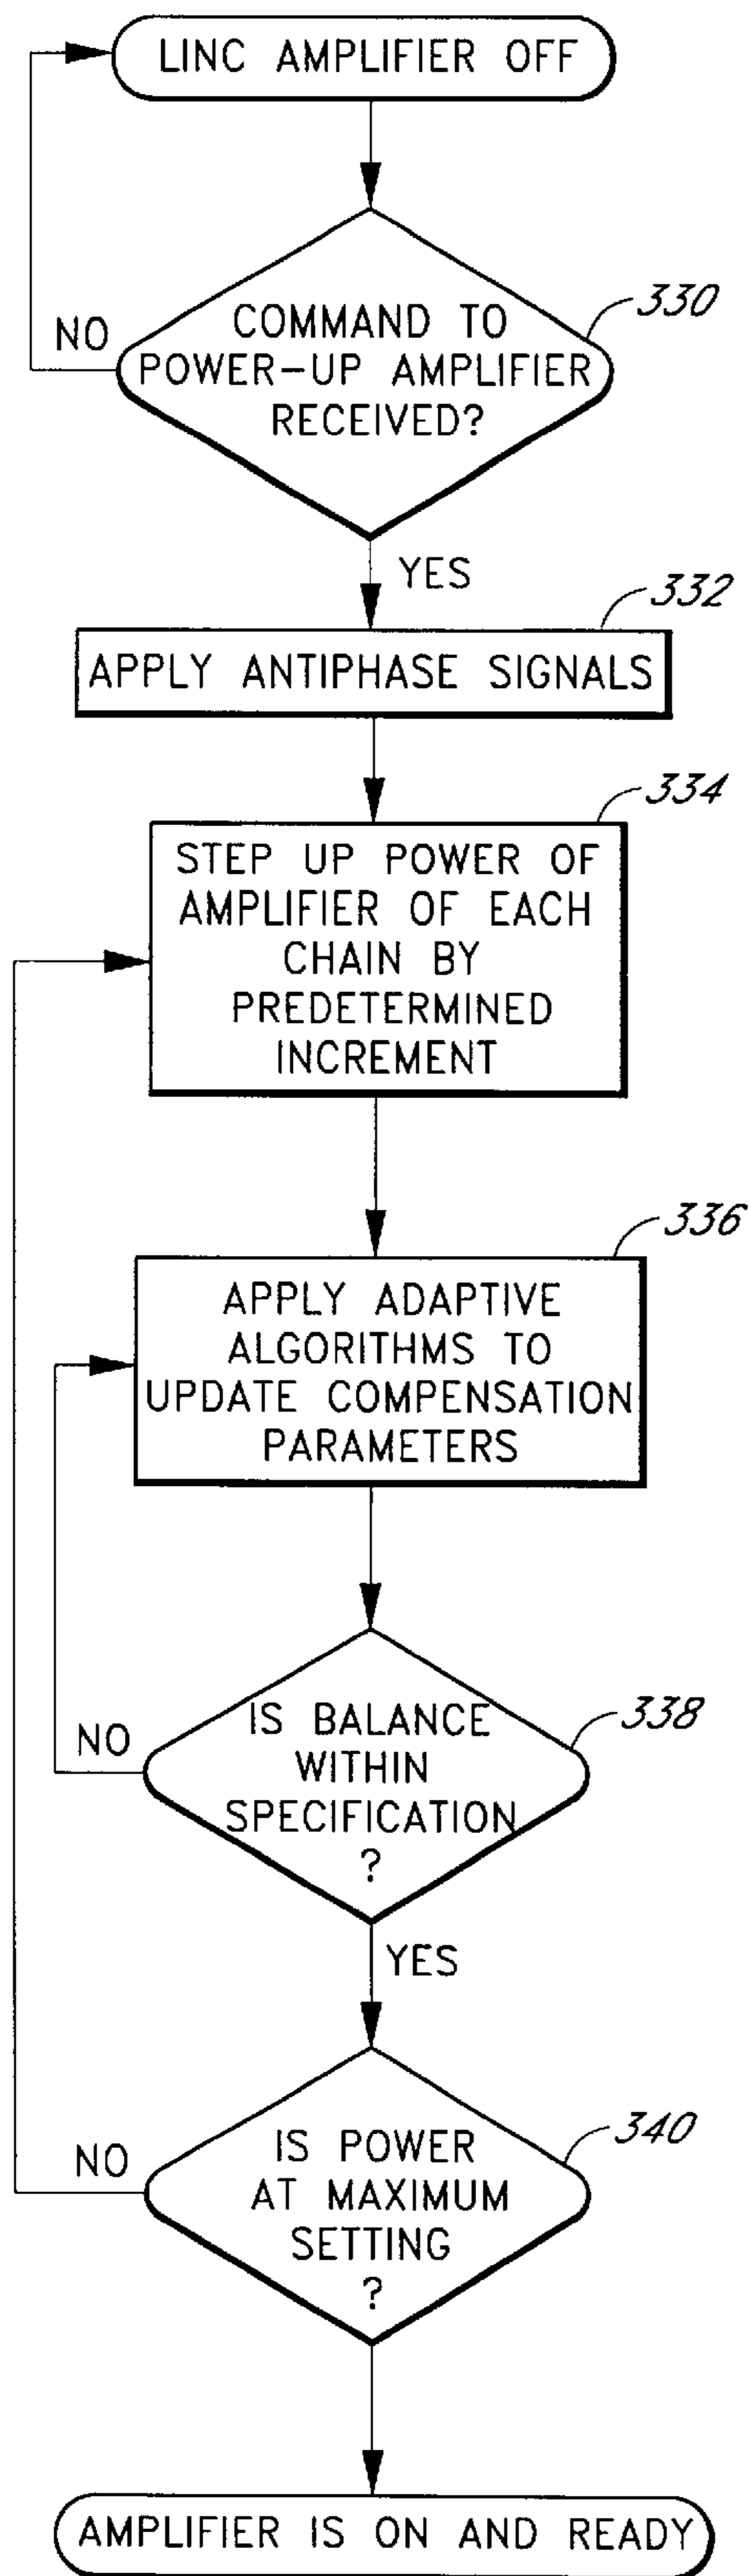 LINC AMPLIFIER OFF
330
NO
COMMAND TO
POWER-UP AMPLIFIER
RECEIVED?
YES
332
APPLY ANTIPHASE SIGNALS
334
STEP UP POWER OF
AMPLIFIER OF EACH
CHAIN BY
PREDETERMINED
INCREMENT
336
APPLY ADAPTIVE
ALGORITHMS TO
UPDATE COMPENSATION
PARAMETERS
338
NO
IS BALANCE
WITHIN
SPECIFICATION
?
YES
340
NO
IS POWER
AT MAXIMUM
SETTING
?
AMPLIFIER IS ON AND READY